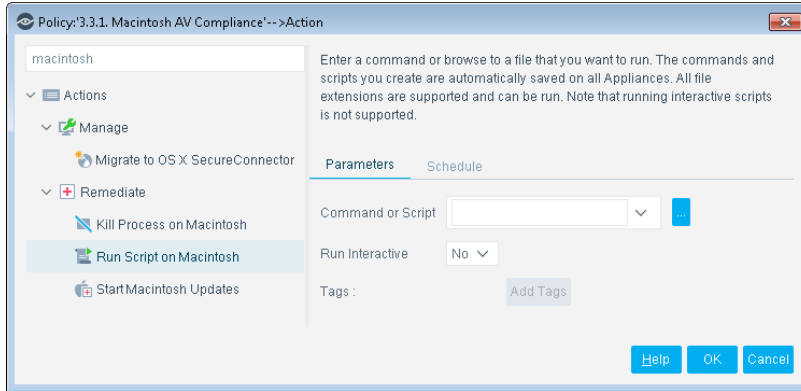 Policy:'3.3.1. Macintosh AV Compliance'-->Action
macintosh
Actions
Manage
Migrate to OS X SecureConnector
Remediate
Kill Process on Macintosh
Run Script on Macintosh
Start Macintosh Updates
Enter a command or browse to a file that you want to run. The commands and
scripts you create are automatically saved on all Appliances. All file
extensions are supported and can be run. Note that running interactive scripts
is not supported.
Parameters Schedule
Command or Script ...
Run Interactive No
Tags : Add Tags
Help OK Cancel